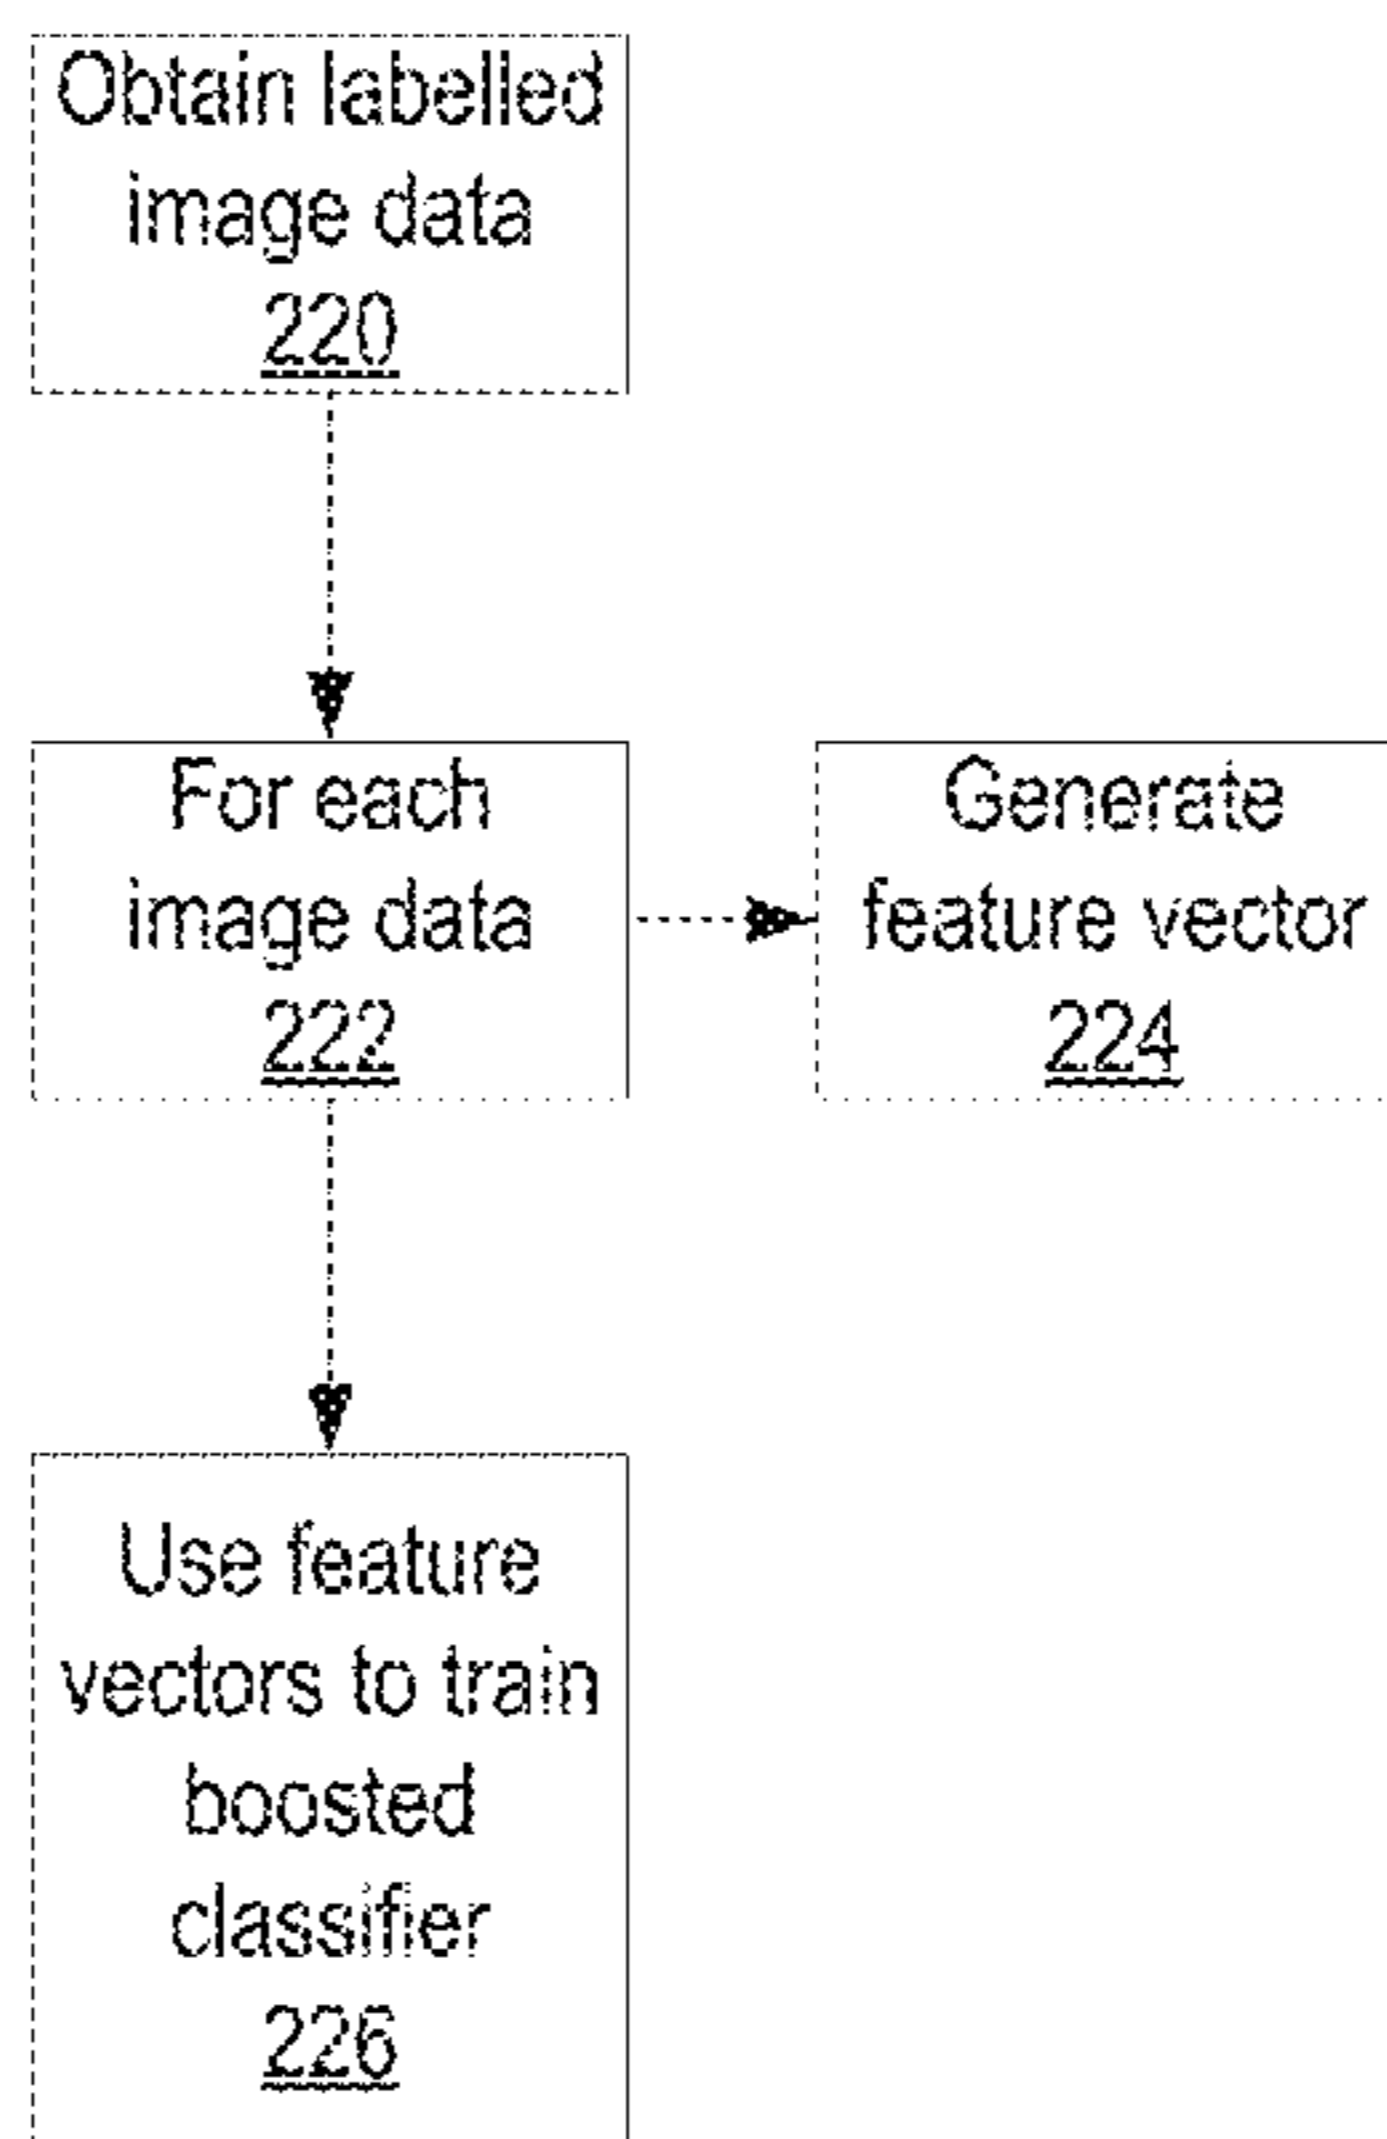 Obtain labelled
image data
220
For each
image data
222
Generate
feature vector
224
Use feature
vectors to train
boosted
classifier
226